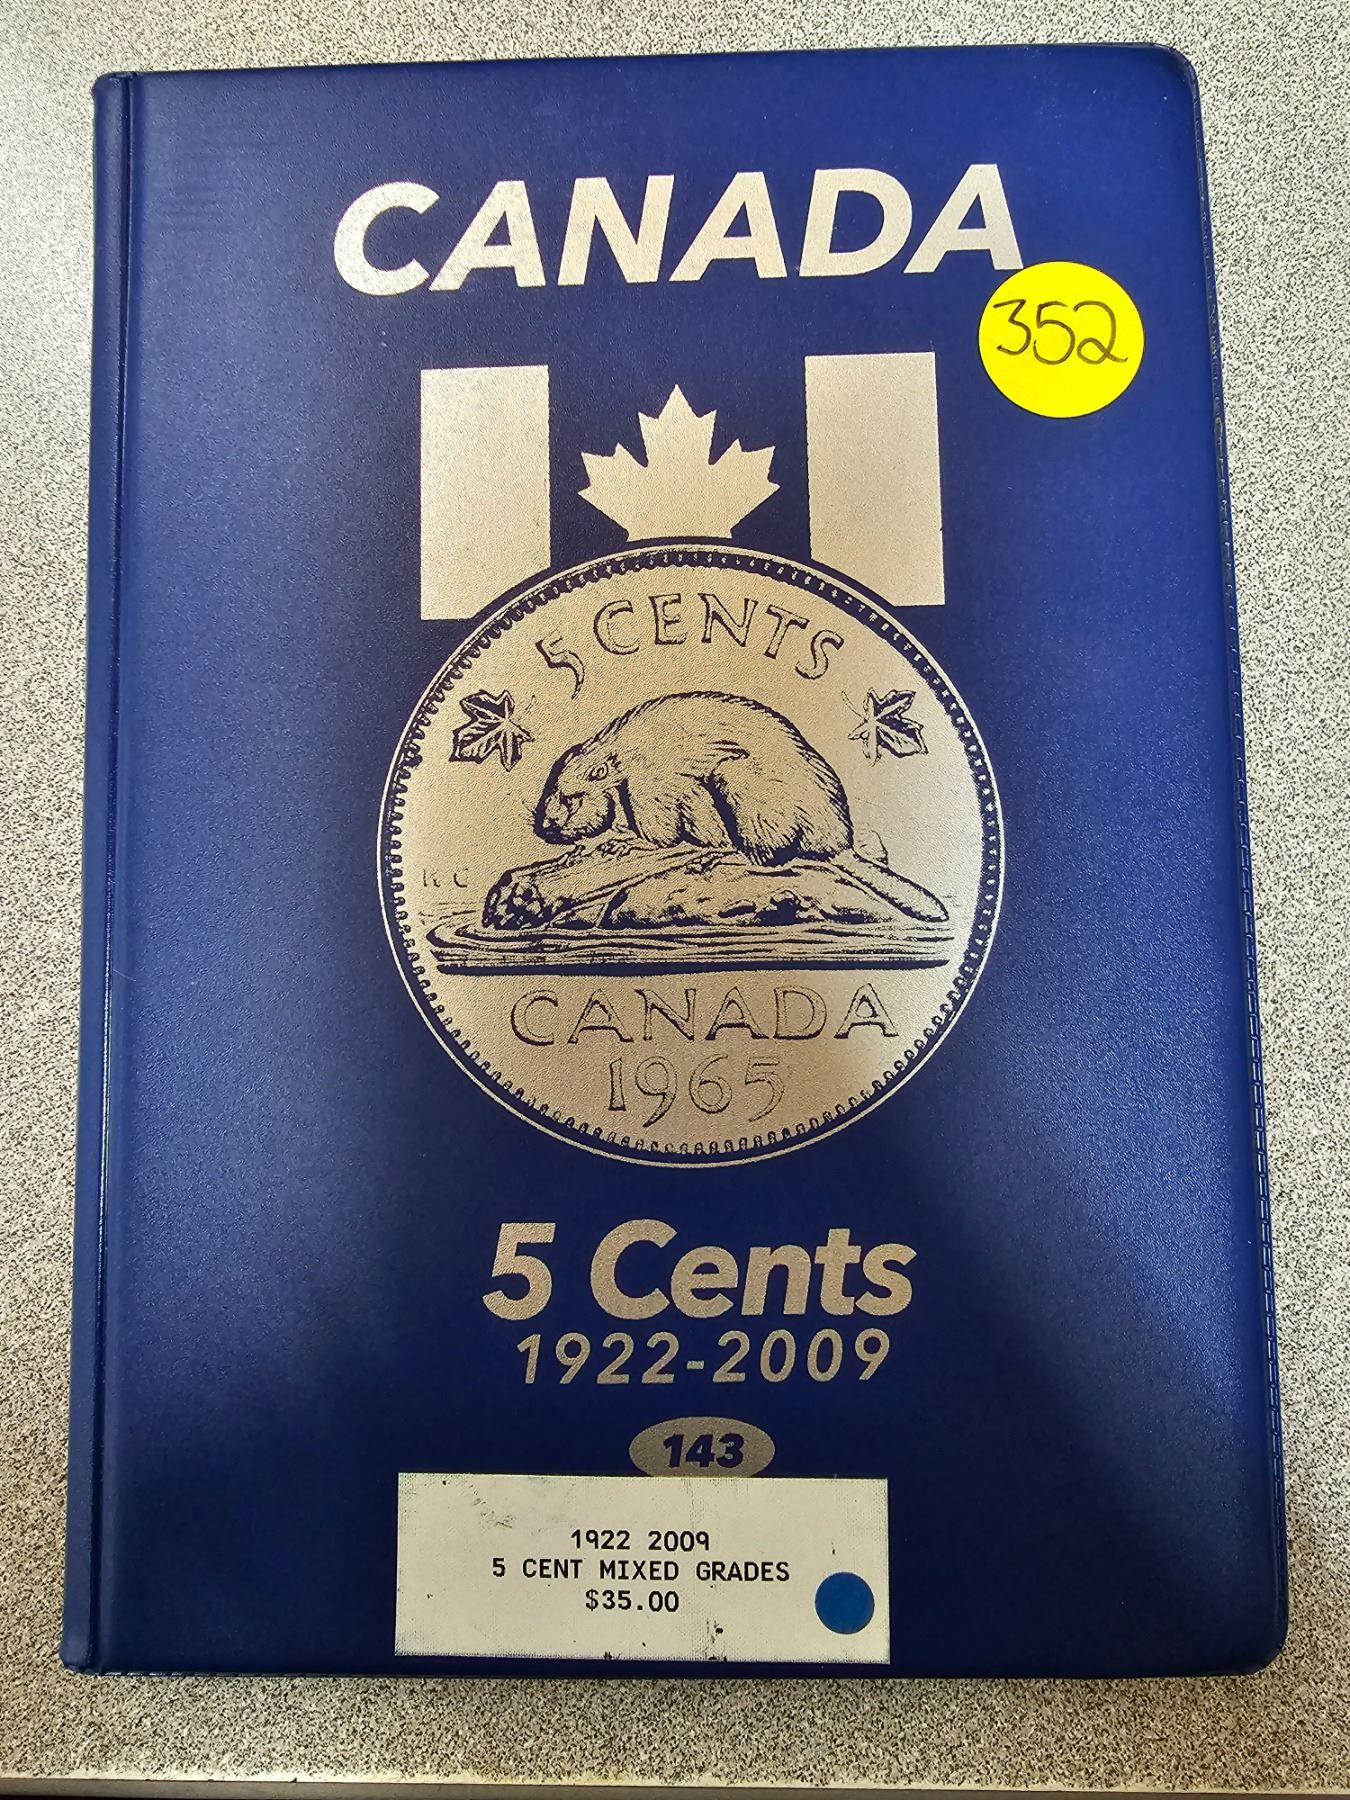 CANADA
352
5 CENTS
K G
CANADA
1965
5 Cents
1922-2009
143
1922 2009
5 CENT MIXED GRADES
$35.00